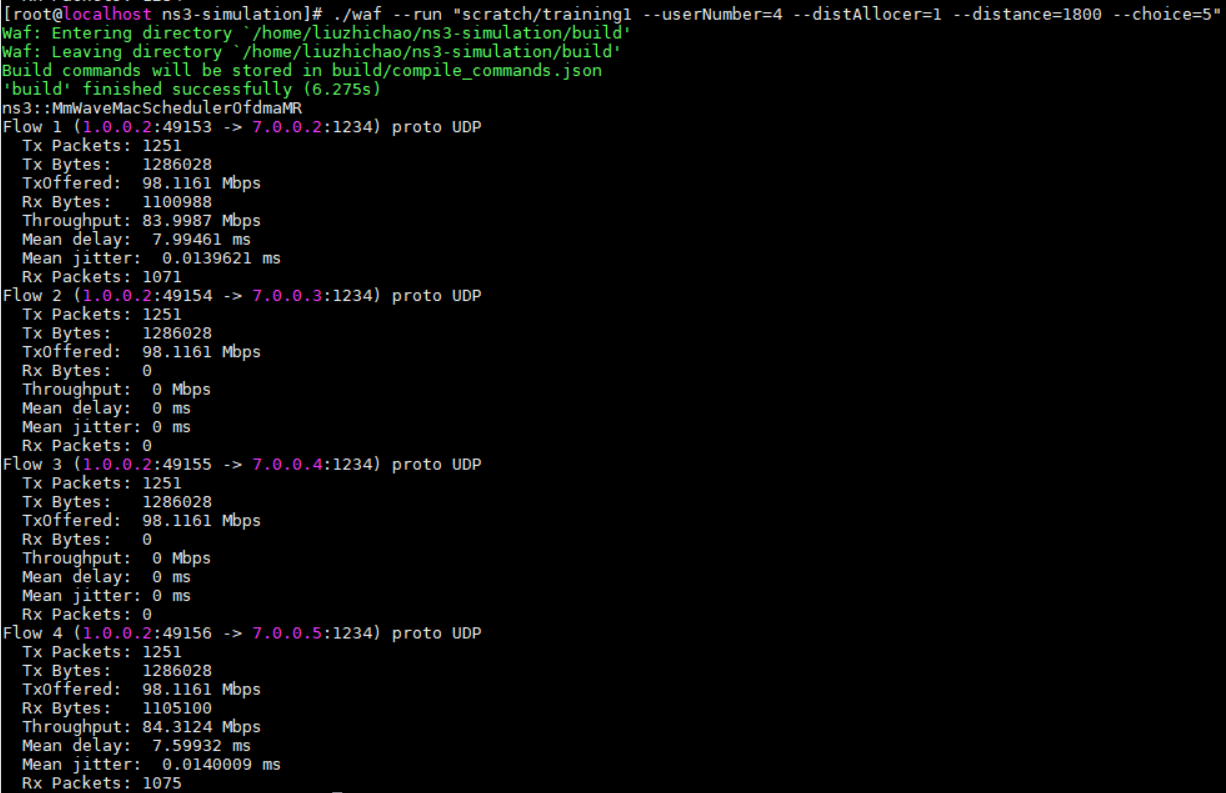 [root@localhost ns3-simulation]# ./waf --run "scratch/training1 --userNumber=4 --distAllocer=1 --distance=1800 --choice=5"
Waf: Entering directory `/home/liuzhichao/ns3-simulation/build'
Waf: Leaving directory `/home/liuzhichao/ns3-simulation/build'
Build commands will be stored in build/compile_commands.json
'build' finished successfully (6.275s)
ns3::MmWaveMacSchedulerOfdmaMR
Flow 1 (1.0.0.2:49153 -> 7.0.0.2:1234) proto UDP
  Tx Packets: 1251
  Tx Bytes:   1286028
  TxOffered:  98.1161 Mbps
  Rx Bytes:   1100988
  Throughput: 83.9987 Mbps
  Mean delay:  7.99461 ms
  Mean jitter:  0.0139621 ms
  Rx Packets: 1071
Flow 2 (1.0.0.2:49154 -> 7.0.0.3:1234) proto UDP
  Tx Packets: 1251
  Tx Bytes:   1286028
  TxOffered:  98.1161 Mbps
  Rx Bytes:   0
  Throughput:  0 Mbps
  Mean delay:  0 ms
  Mean jitter: 0 ms
  Rx Packets: 0
Flow 3 (1.0.0.2:49155 -> 7.0.0.4:1234) proto UDP
  Tx Packets: 1251
  Tx Bytes:   1286028
  TxOffered:  98.1161 Mbps
  Rx Bytes:   0
  Throughput:  0 Mbps
  Mean delay:  0 ms
  Mean jitter: 0 ms
  Rx Packets: 0
Flow 4 (1.0.0.2:49156 -> 7.0.0.5:1234) proto UDP
  Tx Packets: 1251
  Tx Bytes:   1286028
  TxOffered:  98.1161 Mbps
  Rx Bytes:   1105100
  Throughput: 84.3124 Mbps
  Mean delay:  7.59932 ms
  Mean jitter:  0.0140009 ms
  Rx Packets: 1075